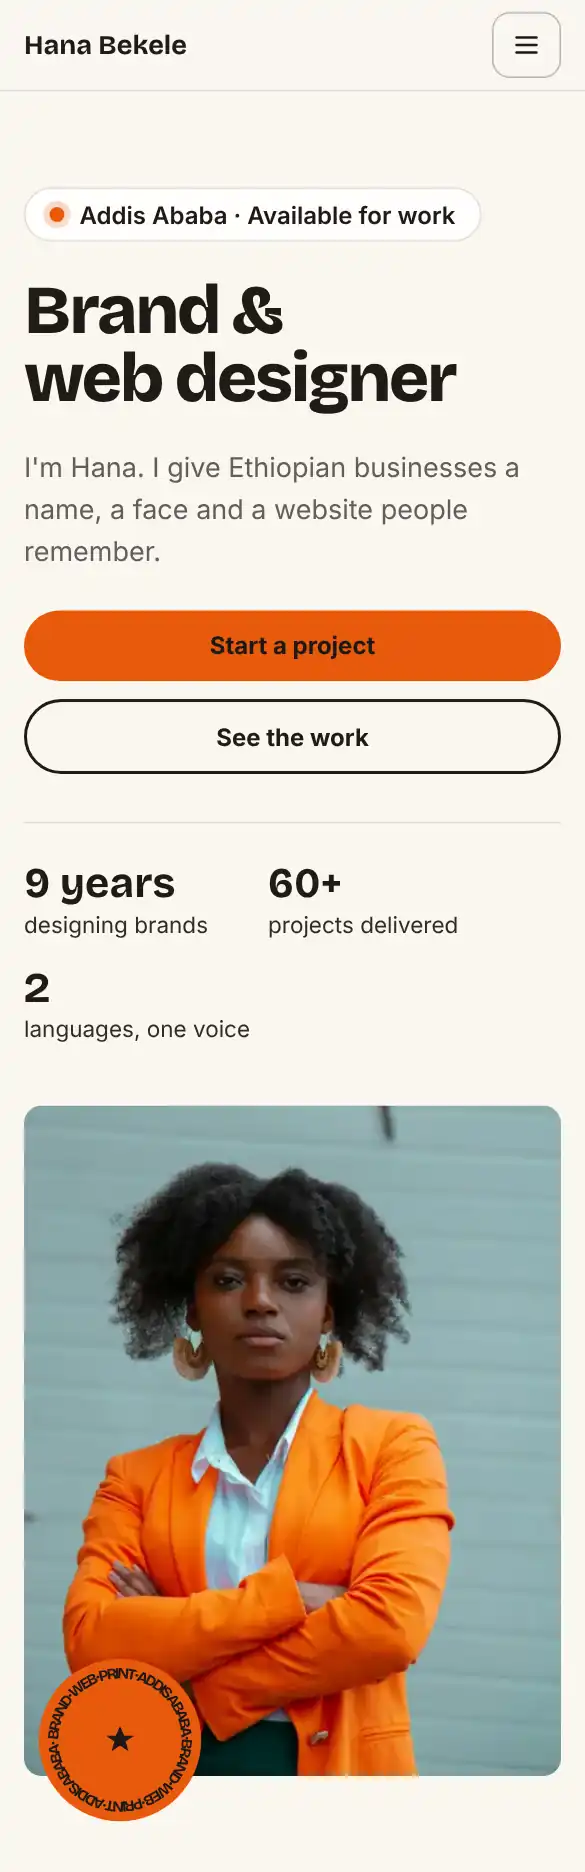 Hana Bekele
Addis Ababa · Available for work
Brand &
web designer
I'm Hana. I give Ethiopian businesses a
name, a face and a website people
remember.
Start a project
See the work
9 years
designing brands
60+
projects delivered
2
languages, one voice
BRAND·WEB·PRINT·ADDIS ABABA·BRAND·WEB·PRINT·ADDIS ABABA·